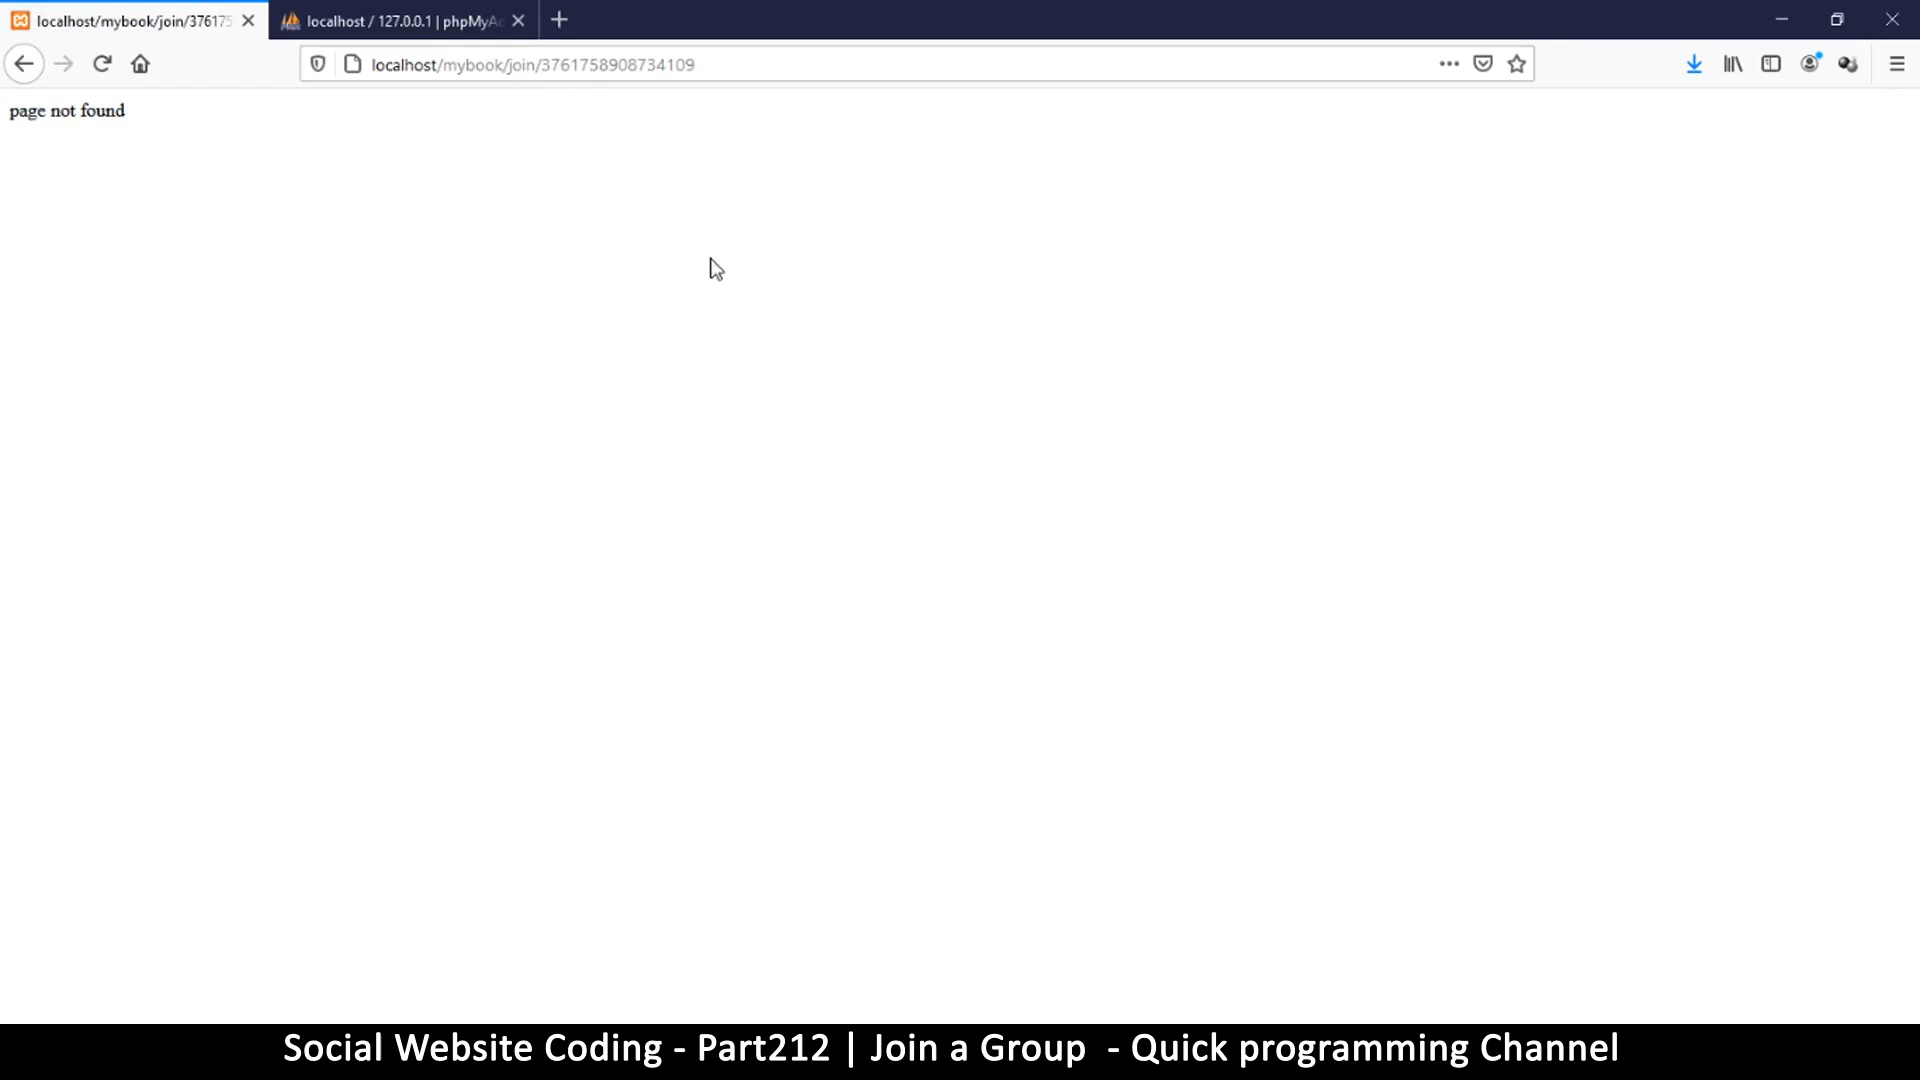 localhost/mybook/join/37617
localhost / 127.0.0.1 | phpMyA
localhost/mybook/join/3761758908734109
page not found
Social Website Coding - Part212 | Join a Group - Quick programming Channel